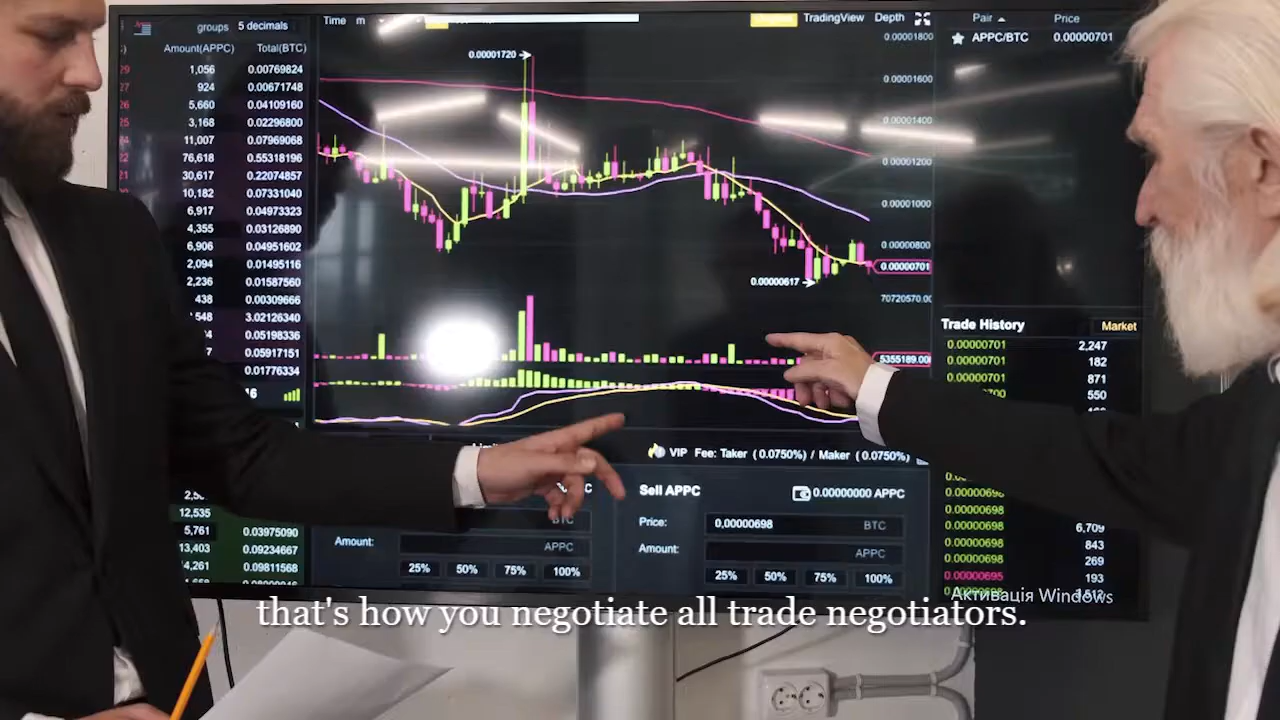 groups 5 decimals
Amount(APPC) Total(BTC)
1,056 0.00769824
924 0.00671748
5,660 0.04109160
3,168 0.02296800
11,007 0.07969068
76,618 0.55318196
30,617 0.22074857
10,182 0.07331040
6,917 0.04973323
4,355 0.03126890
6,906 0.04951602
2,094 0.01495116
2,236 0.01587560
438 0.00309666
548 3.02126340
0.05198336
0.05917151
0.01776334
12,535
5,761 0.03975090
13,403 0.09234667
4,261 0.09811568
Time m
TradingView Depth
0.00001720
0.00001800
0.00001600
0.00001400
0.00001200
0.00001000
0.00000800
0.00000701
0.00000617
70720570.00
5355189.00
VIP Fee: Taker ( 0.0750%) / Maker ( 0.0750%)
BTC
Amount:
APPC
25% 50% 75% 100%
Sell APPC 0.00000000 APPC
Price: 0,00000698 BTC
Amount: APPC
25% 50% 75% 100%
Pair Price
APPC/BTC 0.00000701
Trade History Market
0.00000701 2,247
0.00000701 182
0.00000701 871
550
0.00000698
0.00000698
0.00000698 6,709
0.00000698 843
0.00000698 269
0.00000695 193
Активація Windows
that's how you negotiate all trade negotiators.